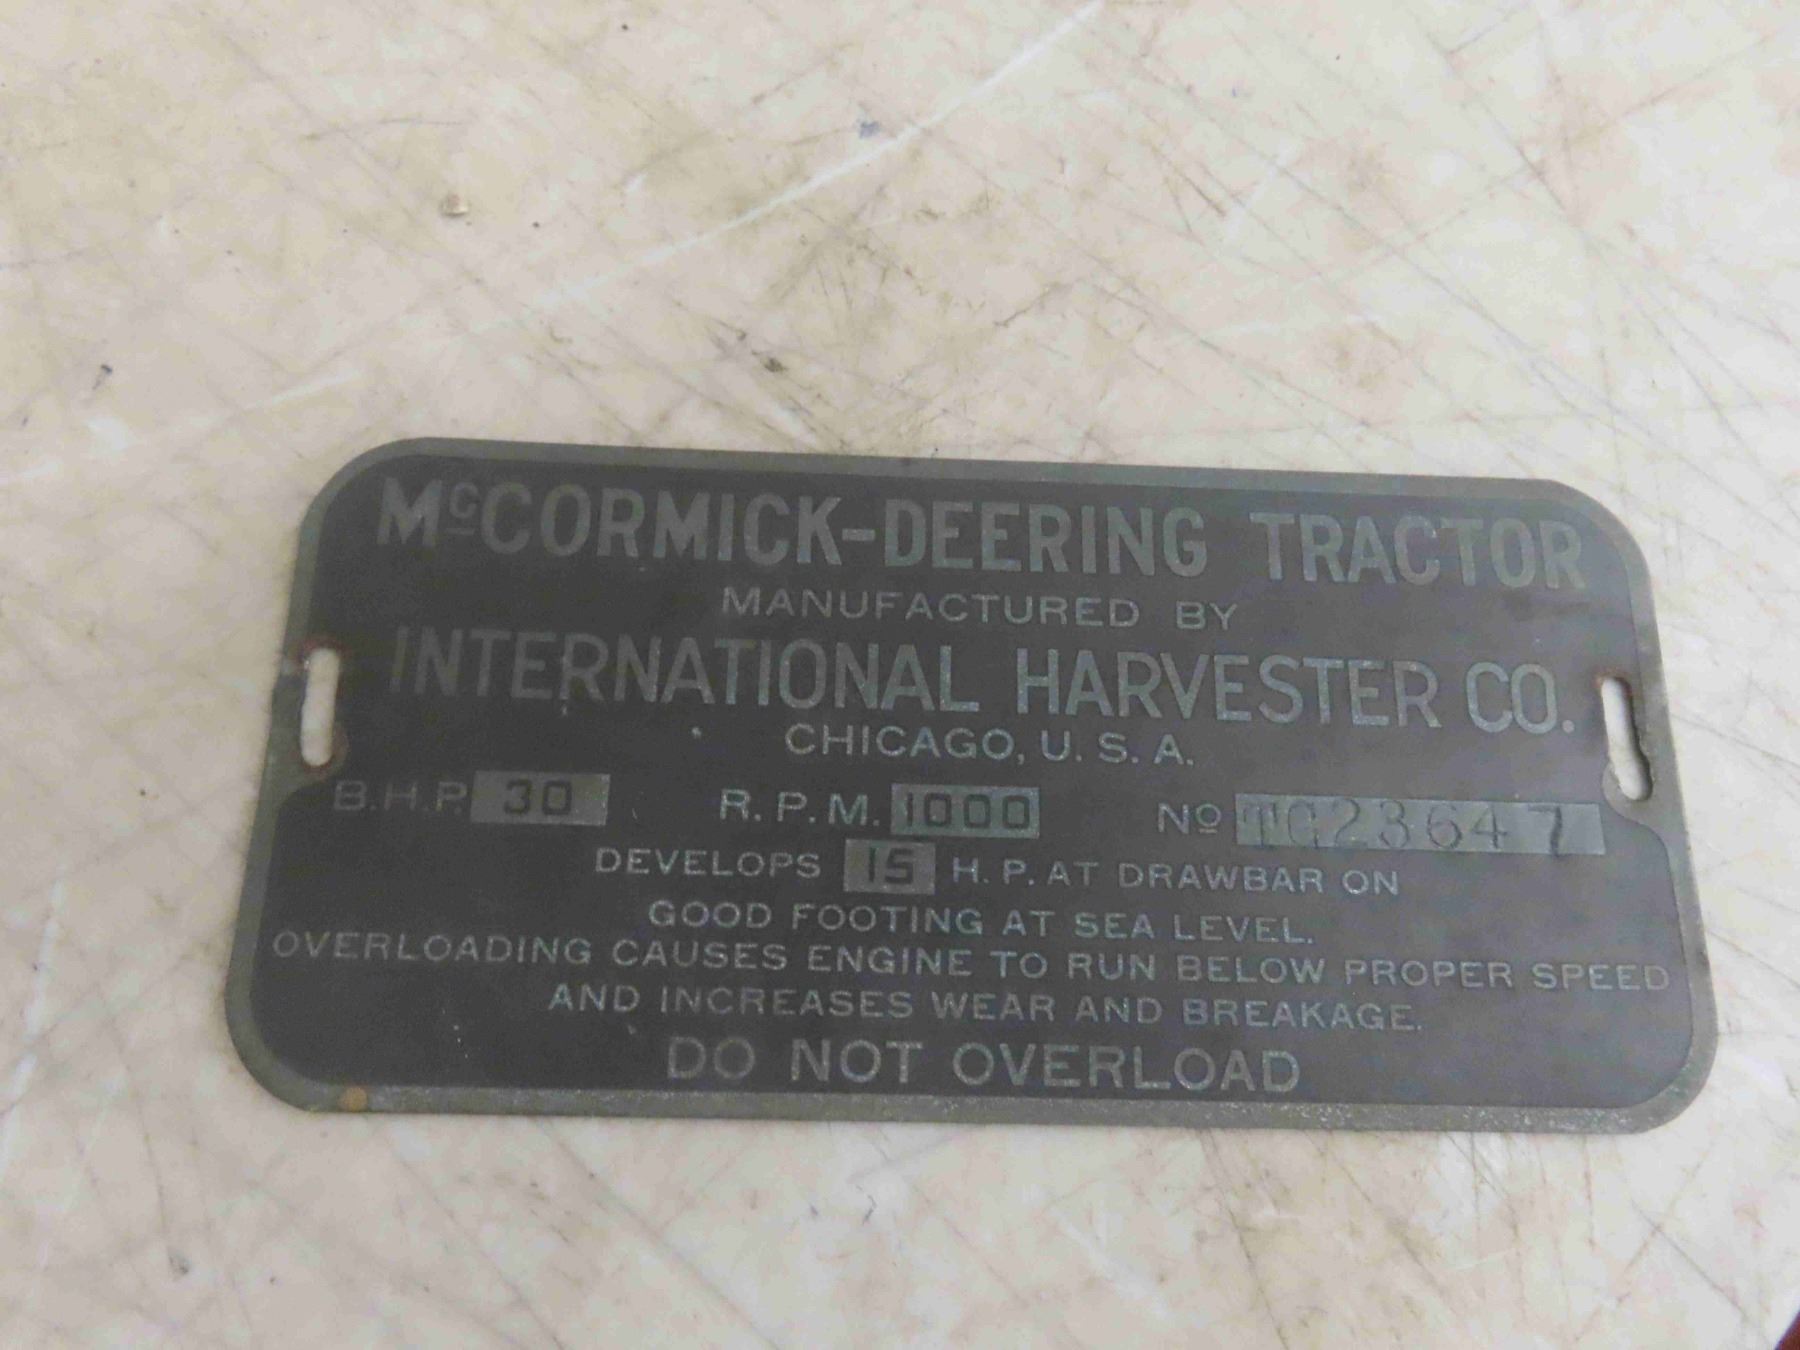 McCORMICK-DEERING TRACTOR
MANUFACTURED BY
INTERNATIONAL HARVESTER CO.
CHICAGO, U. S. A.
B.H.P. 30 R. P. M. 1000 No TG23647
DEVELOPS 15 H. P. AT DRAWBAR ON
GOOD FOOTING AT SEA LEVEL.
OVERLOADING CAUSES ENGINE TO RUN BELOW PROPER SPEED
AND INCREASES WEAR AND BREAKAGE.
DO NOT OVERLOAD